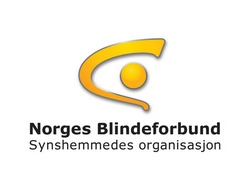 Norges Blindeforbund
Synshemmedes organisasjon